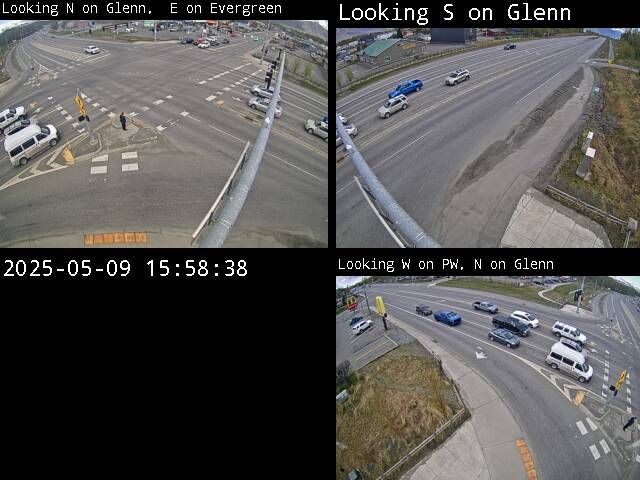 Looking N on Glenn, E on Evergreen
Looking S on Glenn
2025-05-09 15:58:38
Looking W on PW, N on Glenn